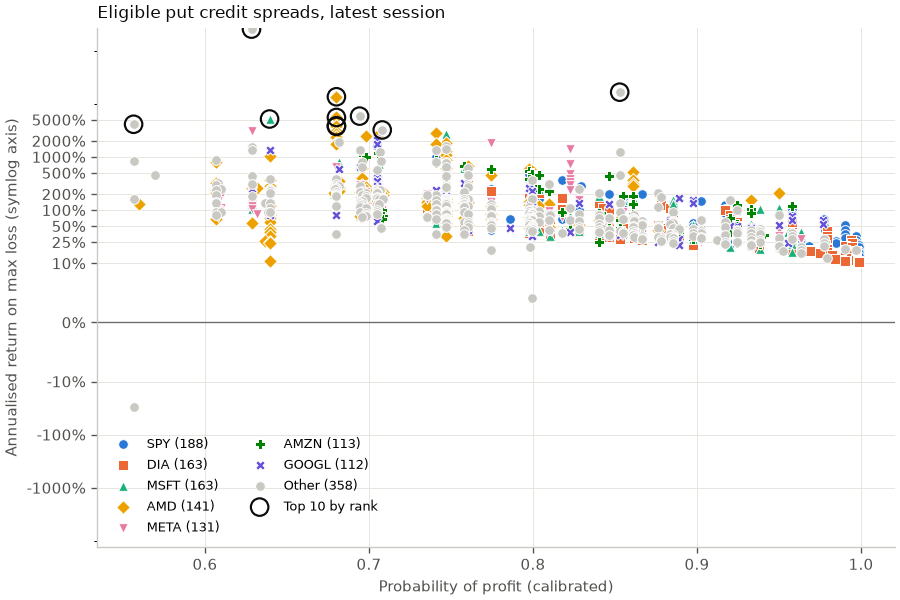 Eligible put credit spreads, latest session
Annualised return on max loss (symlog axis)
5000%
2000%
1000%
500%
200%
100%
50%
25%
10%
0%
-10%
-100%
-1000%
SPY (188)
DIA (163)
MSFT (163)
AMD (141)
META (131)
AMZN (113)
GOOGL (112)
Other (358)
Top 10 by rank
0.6 0.7 0.8 0.9 1.0
Probability of profit (calibrated)